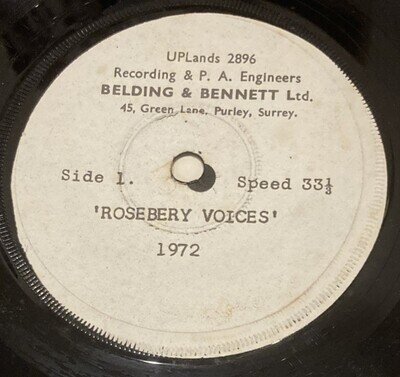 UPLands 2896
Recording & P. A. Engineers
BELDING & BENNETT Ltd.
45, Green Lane, Purley, Surrey.
Side 1. Speed 33⅓
'ROSEBERY VOICES'
1972